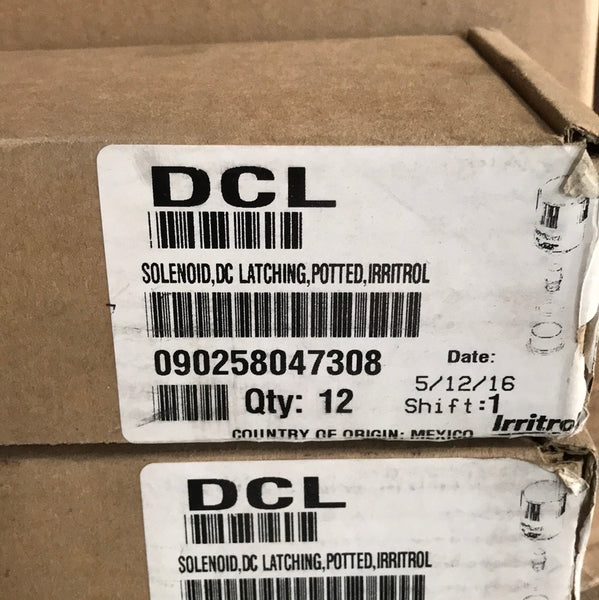 DCL
SOLENOID,DC LATCHING,POTTED,IRRITROL
090258047308
Date:
5/12/16
Qty: 12
Shift:1
Irritrol
COUNTRY OF ORIGIN: MEXICO
DCL
SOLENOID,DC LATCHING,POTTED,IRRITROL